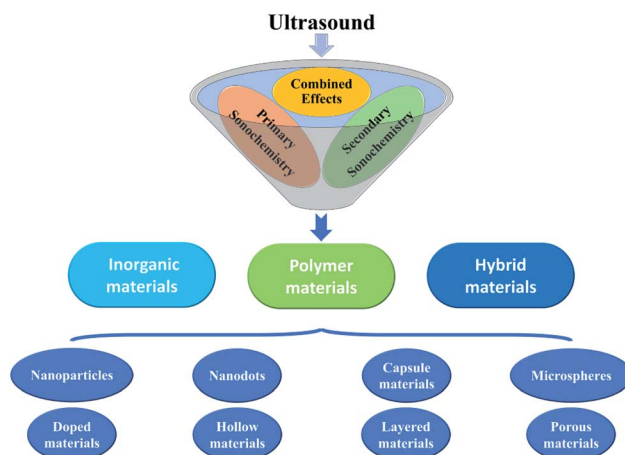 Ultrasound
Combined
Effects
Primary
Sonochemistry
Secondary
Sonochemistry
Inorganic
materials
Polymer
materials
Hybrid
materials
Nanoparticles
Nanodots
Capsule
materials
Microspheres
Doped
materials
Hollow
materials
Layered
materials
Porous
materials